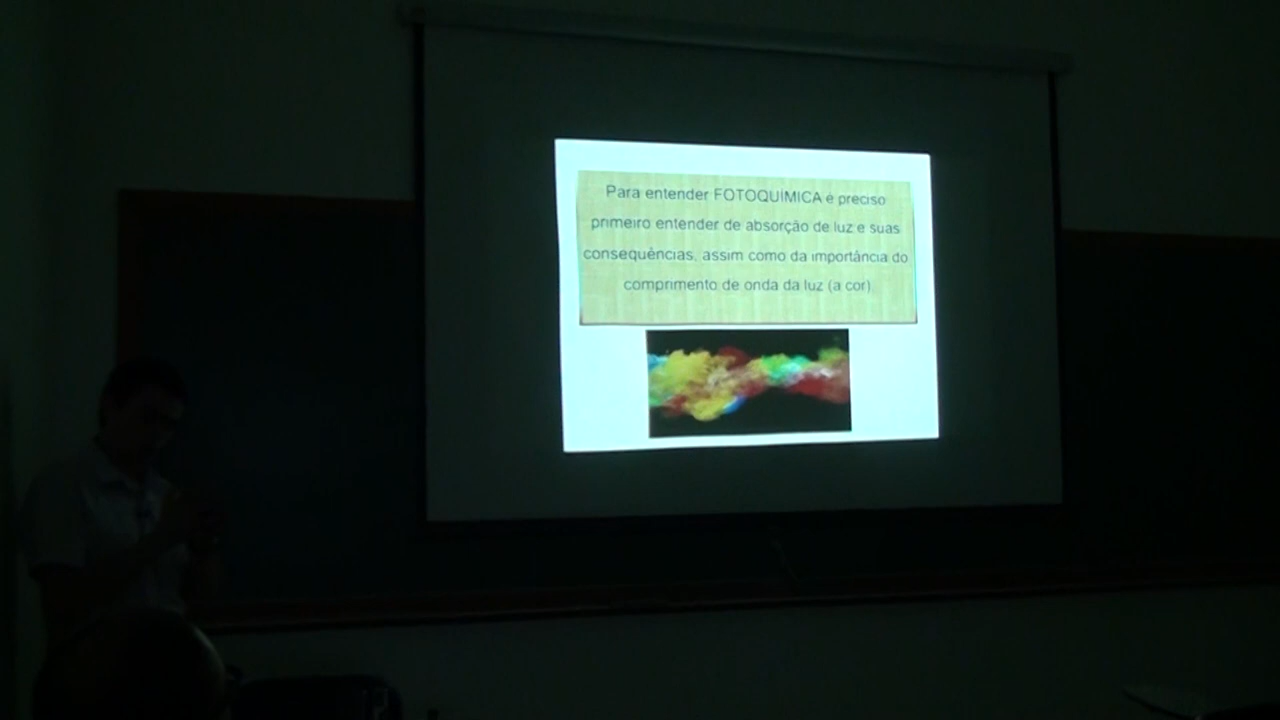 Para entender FOTOQUÍMICA é preciso
primeiro entender de absorção de luz e suas
consequências, assim como da importância do
comprimento de onda da luz (a cor)